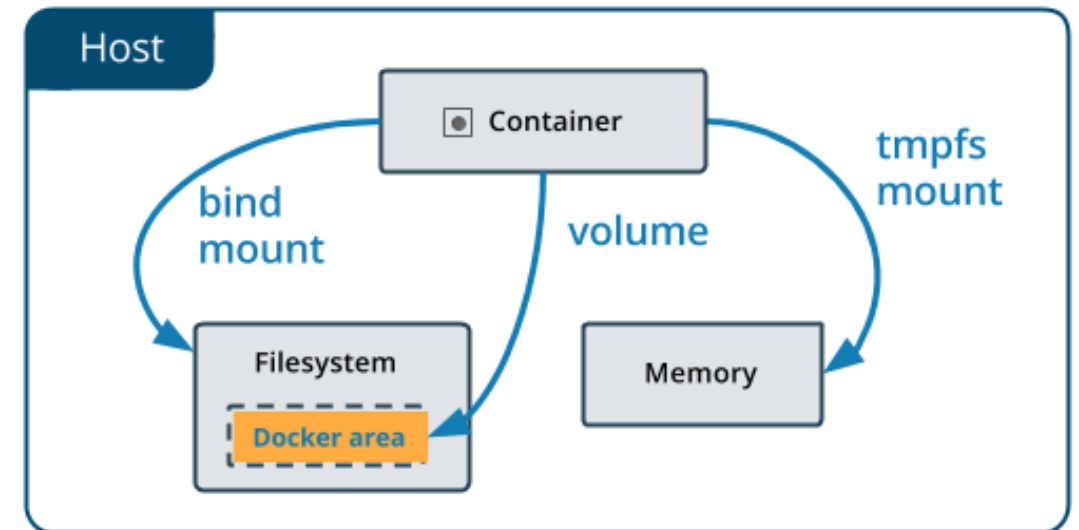 Host
Container
bind
mount
volume
tmpfs
mount
Filesystem
Docker area
Memory